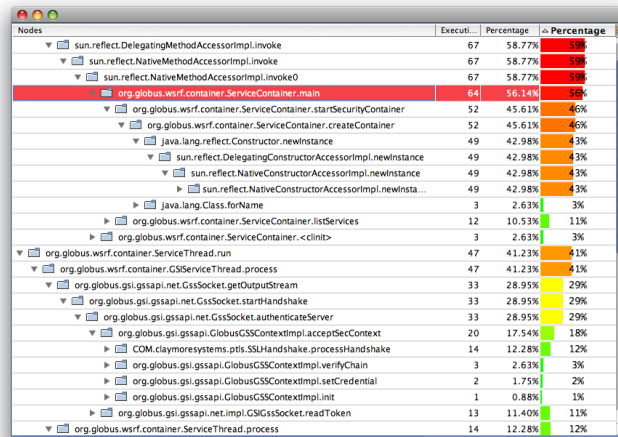 Nodes Executi... Percentage Percentage
sun.reflect.DelegatingMethodAccessorImpl.invoke 67 58.77% 59%
sun.reflect.NativeMethodAccessorImpl.invoke 67 58.77% 59%
sun.reflect.NativeMethodAccessorImpl.invoke0 67 58.77% 59%
org.globus.wsrf.container.ServiceContainer.main 64 56.14% 56%
org.globus.wsrf.container.ServiceContainer.startSecurityContainer 52 45.61% 46%
org.globus.wsrf.container.ServiceContainer.createContainer 52 45.61% 46%
java.lang.reflect.Constructor.newInstance 49 42.98% 43%
sun.reflect.DelegatingConstructorAccessorImpl.newInstance 49 42.98% 43%
sun.reflect.NativeConstructorAccessorImpl.newInstance 49 42.98% 43%
sun.reflect.NativeConstructorAccessorImpl.newInsta... 49 42.98% 43%
java.lang.Class.forName 3 2.63% 3%
org.globus.wsrf.container.ServiceContainer.listServices 12 10.53% 11%
org.globus.wsrf.container.ServiceContainer.<clinit> 3 2.63% 3%
org.globus.wsrf.container.ServiceThread.run 47 41.23% 41%
org.globus.wsrf.container.GSIServiceThread.process 47 41.23% 41%
org.globus.gsi.gssapi.net.GssSocket.getOutputStream 33 28.95% 29%
org.globus.gsi.gssapi.net.GssSocket.startHandshake 33 28.95% 29%
org.globus.gsi.gssapi.net.GssSocket.authenticateServer 33 28.95% 29%
org.globus.gsi.gssapi.GlobusGSSContextImpl.acceptSecContext 20 17.54% 18%
COM.claymoresystems.ptls.SSLHandshake.processHandshake 14 12.28% 12%
org.globus.gsi.gssapi.GlobusGSSContextImpl.verifyChain 3 2.63% 3%
org.globus.gsi.gssapi.GlobusGSSContextImpl.setCredential 2 1.75% 2%
org.globus.gsi.gssapi.GlobusGSSContextImpl.init 1 0.88% 1%
org.globus.gsi.gssapi.net.impl.GSIGssSocket.readToken 13 11.40% 11%
org.globus.wsrf.container.ServiceThread.process 14 12.28% 12%